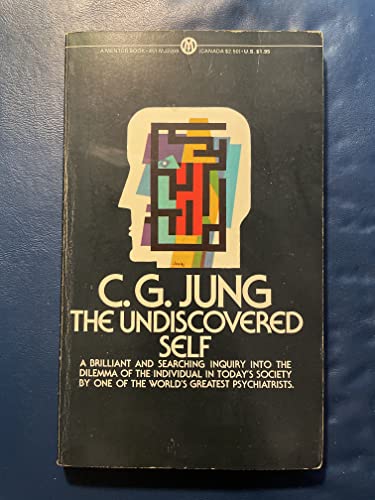 A MENTOR BOOK
(CANADA $2.50) • U.S. $1.95
C. G. JUNG
THE UNDISCOVERED
SELF
A BRILLIANT AND SEARCHING INQUIRY INTO THE
DILEMMA OF THE INDIVIDUAL IN TODAY'S SOCIETY
BY ONE OF THE WORLD'S GREATEST PSYCHIATRISTS.